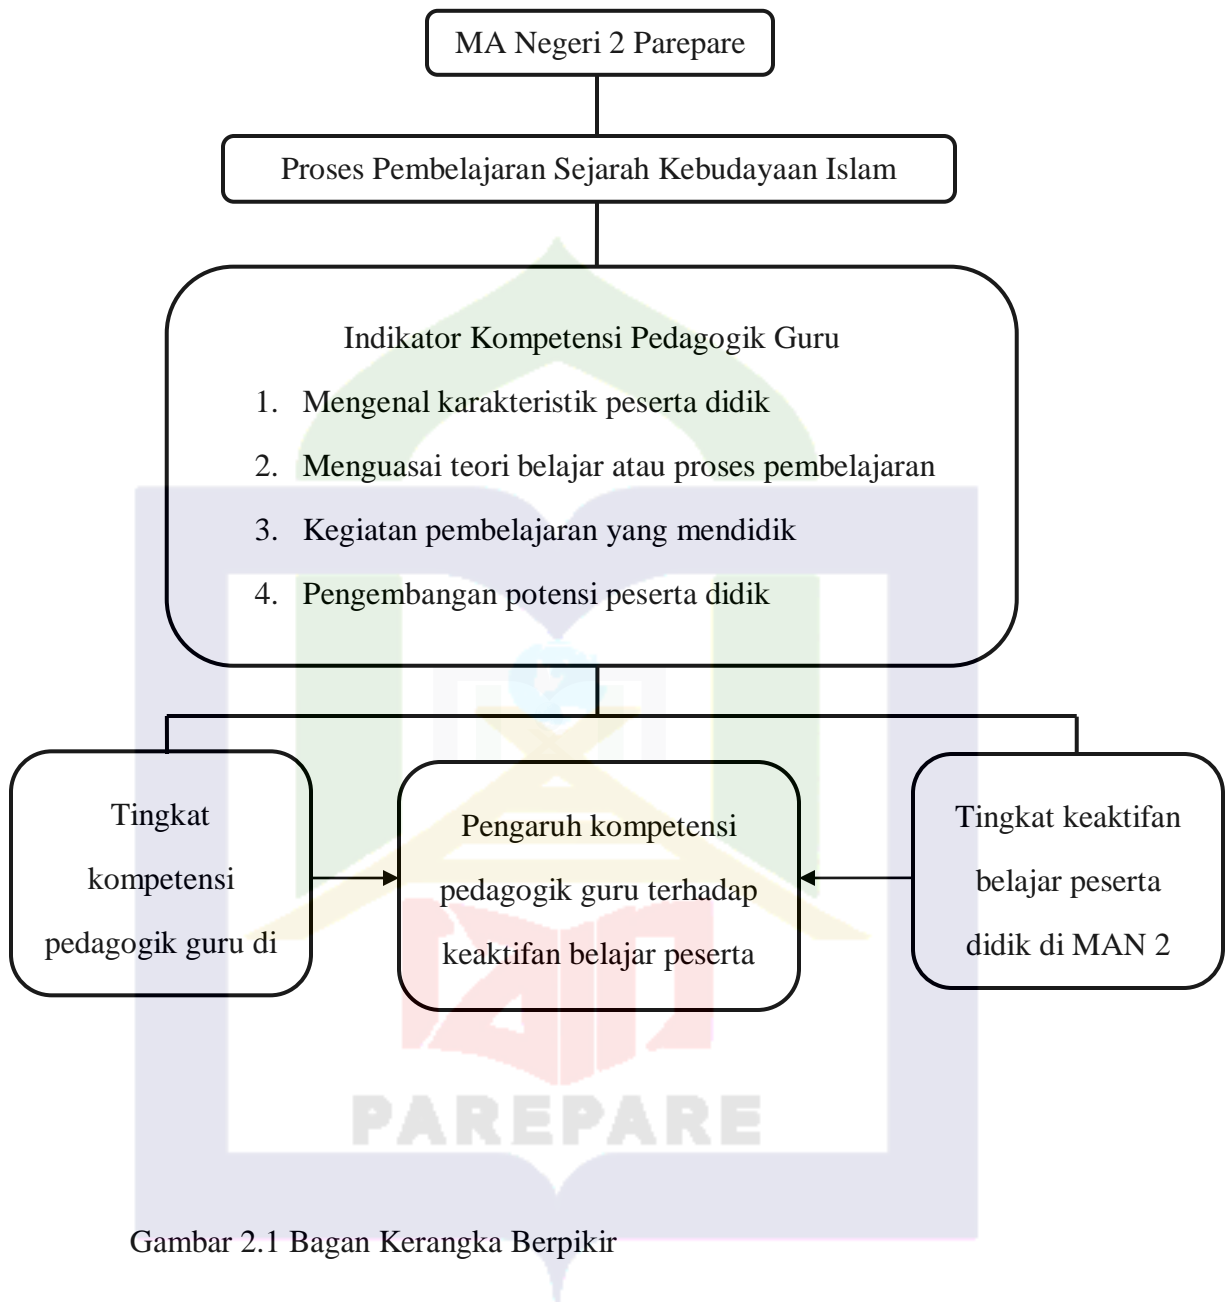 MA Negeri 2 Parepare
Proses Pembelajaran Sejarah Kebudayaan Islam
Indikator Kompetensi Pedagogik Guru
1. Mengenal karakteristik peserta didik
2. Menguasai teori belajar atau proses pembelajaran
3. Kegiatan pembelajaran yang mendidik
4. Pengembangan potensi peserta didik
Tingkat
kompetensi
pedagogik guru di
Pengaruh kompetensi
pedagogik guru terhadap
keaktifan belajar peserta
Tingkat keaktifan
belajar peserta
didik di MAN 2
PAREPARE
Gambar 2.1 Bagan Kerangka Berpikir